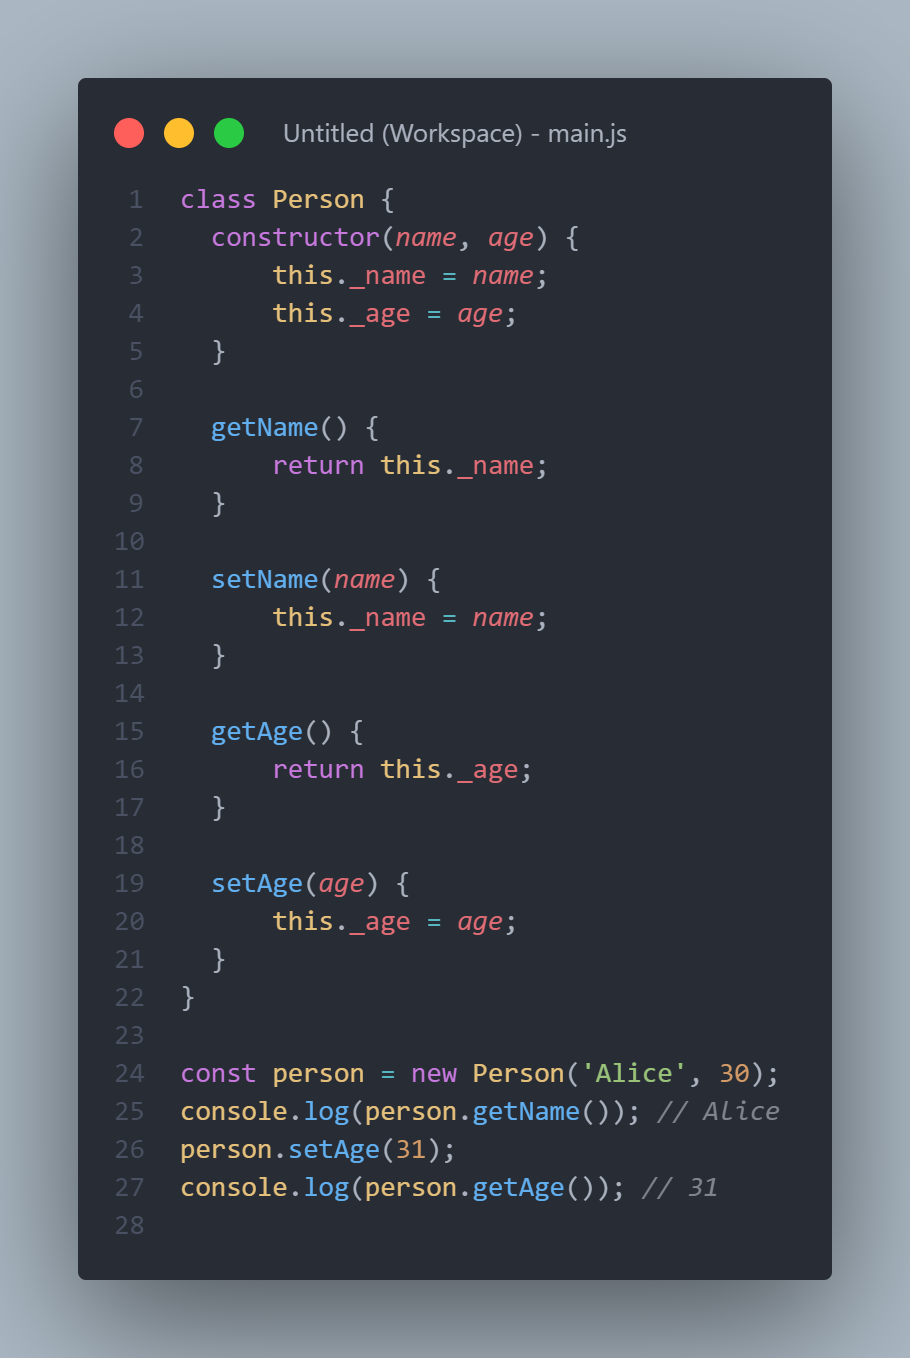 Untitled (Workspace) - main.js
1 class Person {
2   constructor(name, age) {
3       this._name = name;
4       this._age = age;
5   }
6
7   getName() {
8       return this._name;
9   }
10
11   setName(name) {
12       this._name = name;
13   }
14
15   getAge() {
16       return this._age;
17   }
18
19   setAge(age) {
20       this._age = age;
21   }
22 }
23
24 const person = new Person('Alice', 30);
25 console.log(person.getName()); // Alice
26 person.setAge(31);
27 console.log(person.getAge()); // 31
28